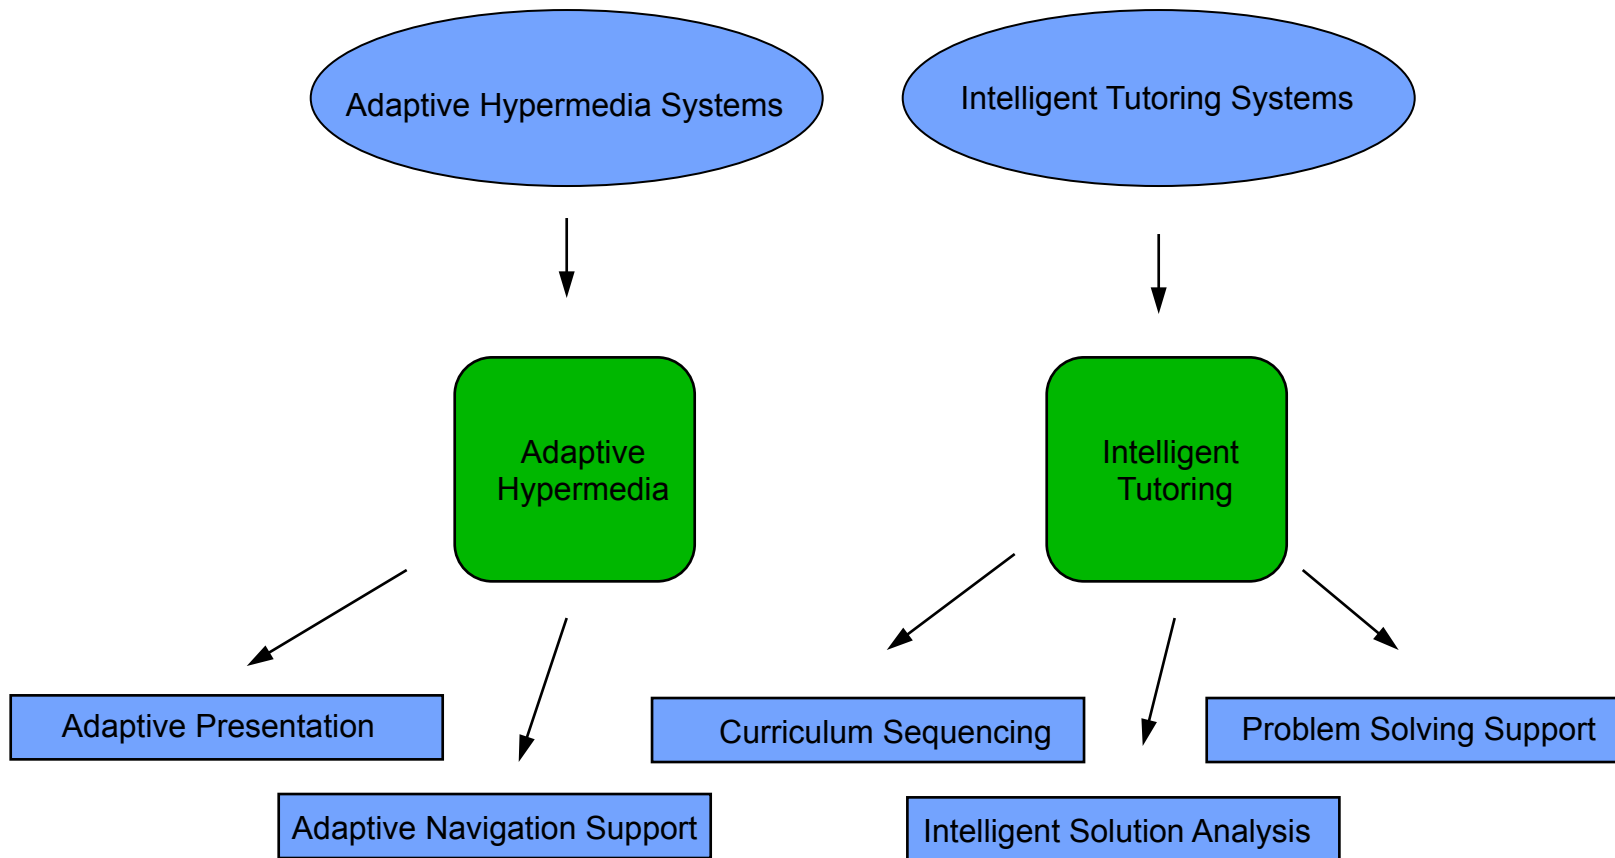 Adaptive Hypermedia Systems
Intelligent Tutoring Systems
Adaptive
Hypermedia
Intelligent
Tutoring
Adaptive Presentation
Curriculum Sequencing
Problem Solving Support
Adaptive Navigation Support
Intelligent Solution Analysis